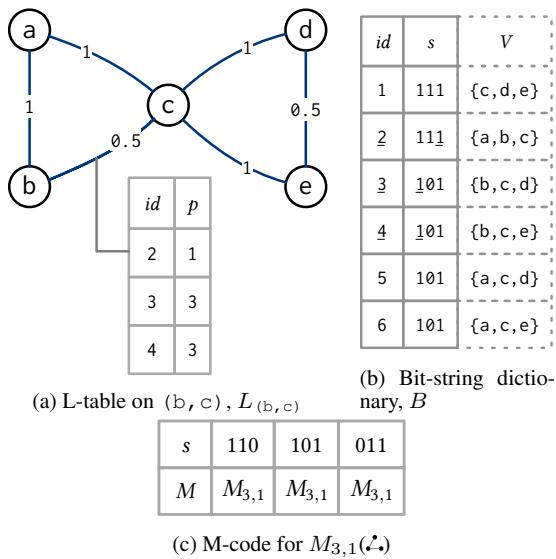 a
d
1
1
c
1
0.5
0.5
1
b
e
id p
2 1
3 3
4 3
(a) L-table on (b,c), L(b,c)
id s V
1 111 {c,d,e}
2 111 {a,b,c}
3 101 {b,c,d}
4 101 {b,c,e}
5 101 {a,c,d}
6 101 {a,c,e}
(b) Bit-string dictio-
nary, B
s 110 101 011
M M3,1 M3,1 M3,1
(c) M-code for M3,1( )